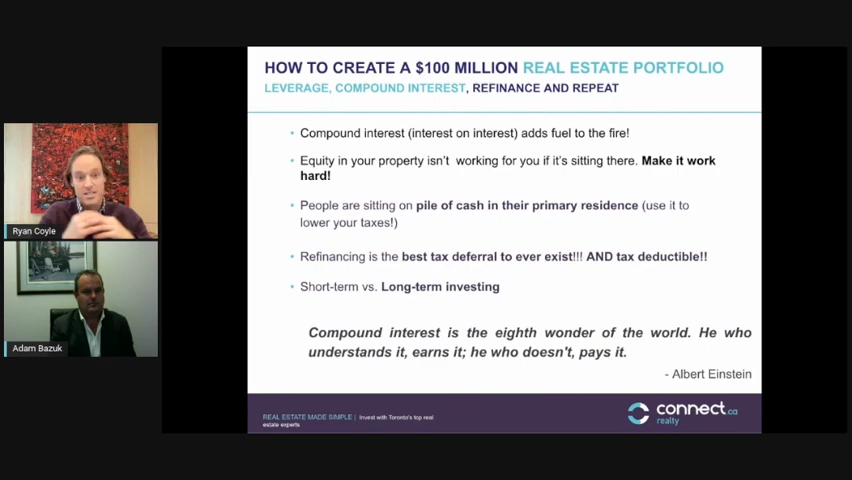 HOW TO CREATE A $100 MILLION REAL ESTATE PORTFOLIO
LEVERAGE, COMPOUND INTEREST, REFINANCE AND REPEAT
• Compound interest (interest on interest) adds fuel to the fire!
• Equity in your property isn't working for you if it's sitting there. Make it work
hard!
• People are sitting on pile of cash in their primary residence (use it to
lower your taxes!)
• Refinancing is the best tax deferral to ever exist!!! AND tax deductible!!
• Short-term vs. Long-term investing
Compound interest is the eighth wonder of the world. He who
understands it, earns it; he who doesn't, pays it.
- Albert Einstein
REAL ESTATE MADE SIMPLE | Invest with Toronto's top real
estate experts
connect.ca
realty
Ryan Coyle
Adam Bazuk